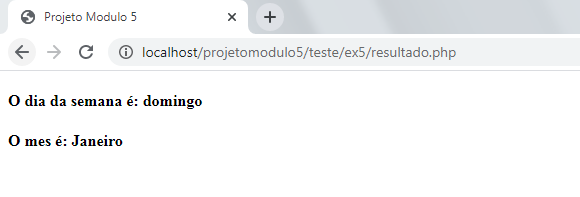 Projeto Modulo 5
localhost/projetomodulo5/teste/ex5/resultado.php
O dia da semana é: domingo
O mes é: Janeiro